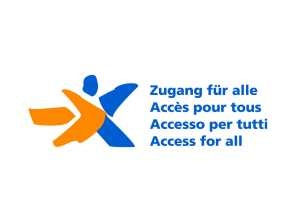 Zugang für alle
Accès pour tous
Accesso per tutti
Access for all